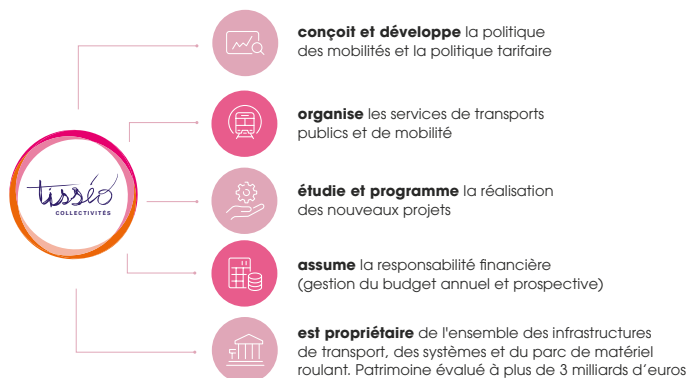 conçoit et développe la politique
des mobilités et la politique tarifaire
organise les services de transports
publics et de mobilité
tisséo
COLLECTIVITÉS
étudie et programme la réalisation
des nouveaux projets
assume la responsabilité financière
(gestion du budget annuel et prospective)
est propriétaire de l'ensemble des infrastructures
de transport, des systèmes et du parc de matériel
roulant. Patrimoine évalué à plus de 3 milliards d’euros